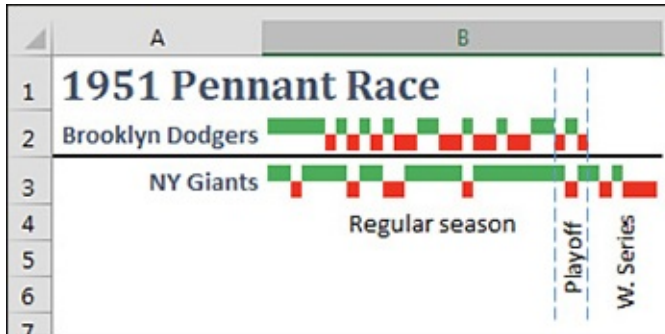 A B
1 1951 Pennant Race
2 Brooklyn Dodgers
3 NY Giants
4 Regular season
5
6
7
Playoff
W. Series